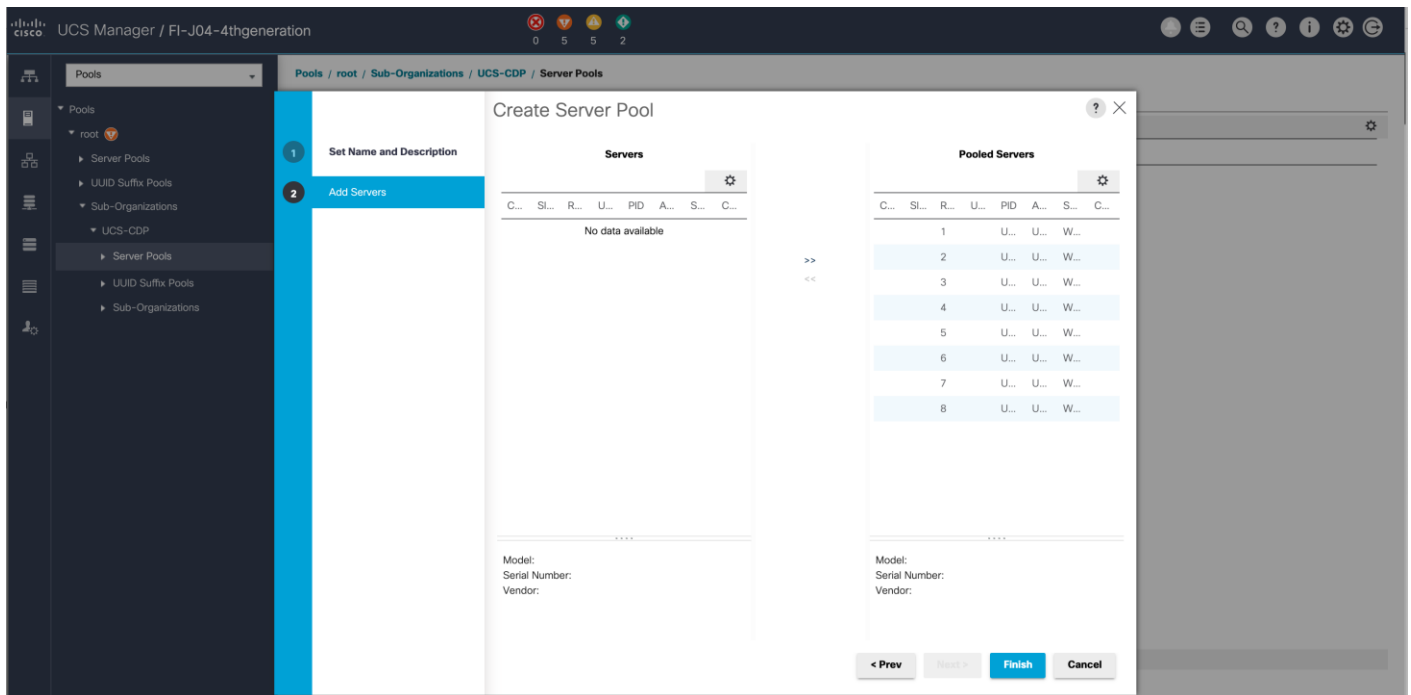 CISCO UCS Manager / FI-J04-4thgeneration
0 5 5 2
Pools
Pools / root / Sub-Organizations / UCS-CDP / Server Pools
Pools
root
Server Pools
UUID Suffix Pools
Sub-Organizations
UCS-CDP
Server Pools
UUID Suffix Pools
Sub-Organizations
Create Server Pool
?
1 Set Name and Description
2 Add Servers
Servers
C... Sl... R... U... PID A... S... C...
No data available
>>
<<
Model:
Serial Number:
Vendor:
Pooled Servers
C... Sl... R... U... PID A... S... C...
1 U... U... W...
2 U... U... W...
3 U... U... W...
4 U... U... W...
5 U... U... W...
6 U... U... W...
7 U... U... W...
8 U... U... W...
Model:
Serial Number:
Vendor:
< Prev Next > Finish Cancel